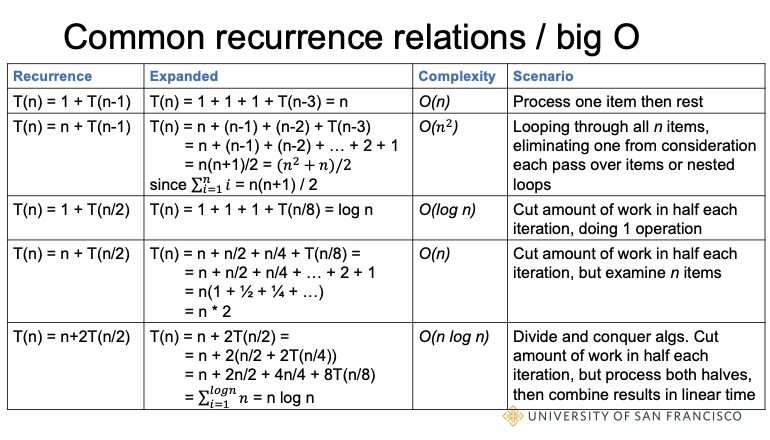 Common recurrence relations / big O
Recurrence Expanded Complexity Scenario
T(n) = 1 + T(n-1) T(n) = 1 + 1 + 1 + T(n-3) = n O(n) Process one item then rest
T(n) = n + T(n-1) T(n) = n + (n-1) + (n-2) + T(n-3) O(n²) Looping through all n items,
= n + (n-1) + (n-2) + … + 2 + 1 eliminating one from consideration
= n(n+1)/2 = (n² + n)/2 each pass over items or nested
since ∑ⁿᵢ₌₁ i = n(n+1) / 2 loops
T(n) = 1 + T(n/2) T(n) = 1 + 1 + 1 + T(n/8) = log n O(log n) Cut amount of work in half each
iteration, doing 1 operation
T(n) = n + T(n/2) T(n) = n + n/2 + n/4 + T(n/8) = O(n) Cut amount of work in half each
= n + n/2 + n/4 + … + 2 + 1 iteration, but examine n items
= n(1 + ½ + ¼ + …)
= n * 2
T(n) = n+2T(n/2) T(n) = n + 2T(n/2) = O(n log n) Divide and conquer algs. Cut
= n + 2(n/2 + 2T(n/4)) amount of work in half each
= n + 2n/2 + 4n/4 + 8T(n/8) iteration, but process both halves,
= ∑ˡᵒᵍⁿᵢ₌₁ n = n log n then combine results in linear time
UNIVERSITY OF SAN FRANCISCO